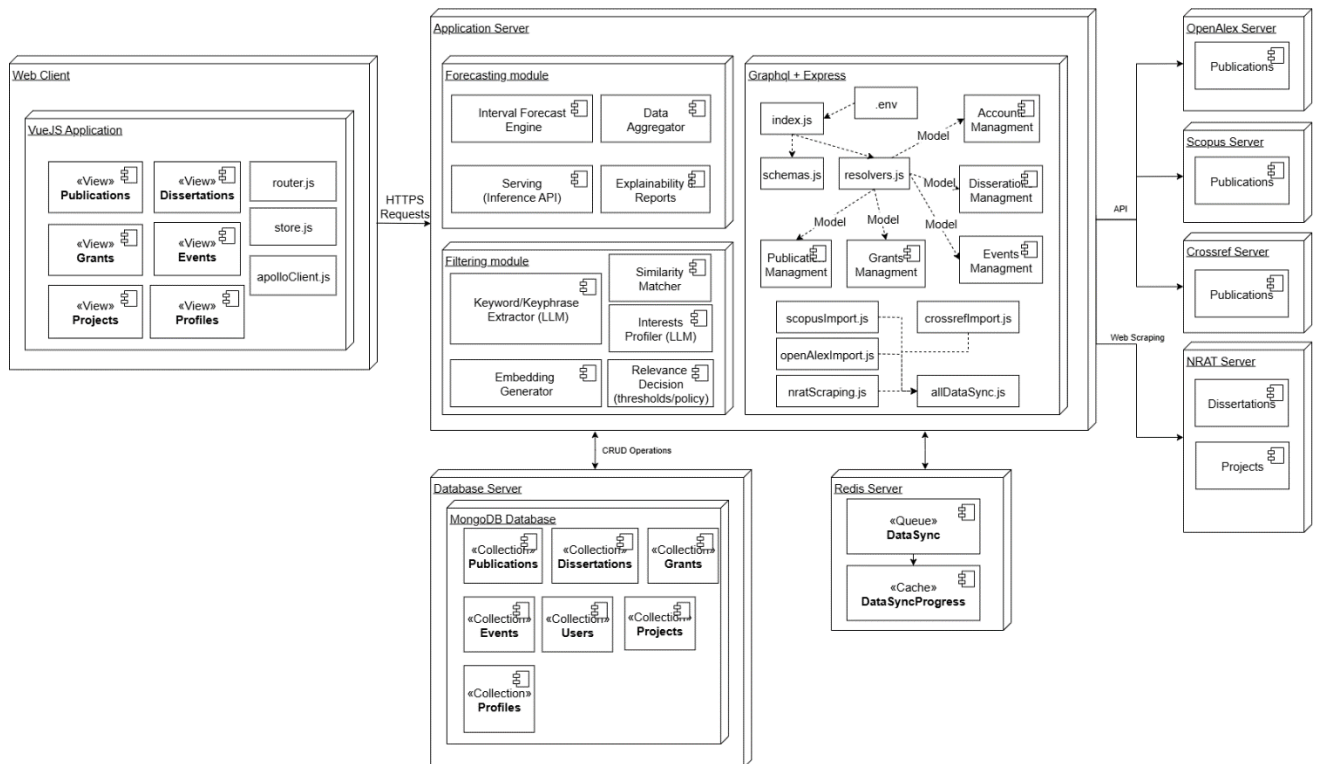 Web Client
VueJS Application
«View»
Publications
«View»
Dissertations
«View»
Grants
«View»
Events
«View»
Projects
«View»
Profiles
router.js
store.js
apolloClient.js
HTTPS
Requests
Application Server
Forecasting module
Interval Forecast
Engine
Data
Aggregator
Serving
(Inference API)
Explainability
Reports
Filtering module
Keyword/Keyphrase
Extractor (LLM)
Similarity
Matcher
Interests
Profiler (LLM)
Embedding
Generator
Relevance
Decision
(thresholds/policy)
Graphql + Express
index.js
.env
schemas.js
resolvers.js
Model
Account
Managment
Model
Disserations
Managment
Model
Events
Managment
Model
Grants
Managment
Model
Publication
Managment
scopusImport.js
crossrefImport.js
openAlexImport.js
nratScraping.js
allDataSync.js
API
Web Scraping
OpenAlex Server
Publications
Scopus Server
Publications
Crossref Server
Publications
NRAT Server
Dissertations
Projects
CRUD Operations
Database Server
MongoDB Database
«Collection»
Publications
«Collection»
Dissertations
«Collection»
Grants
«Collection»
Events
«Collection»
Users
«Collection»
Projects
«Collection»
Profiles
Redis Server
«Queue»
DataSync
«Cache»
DataSyncProgress